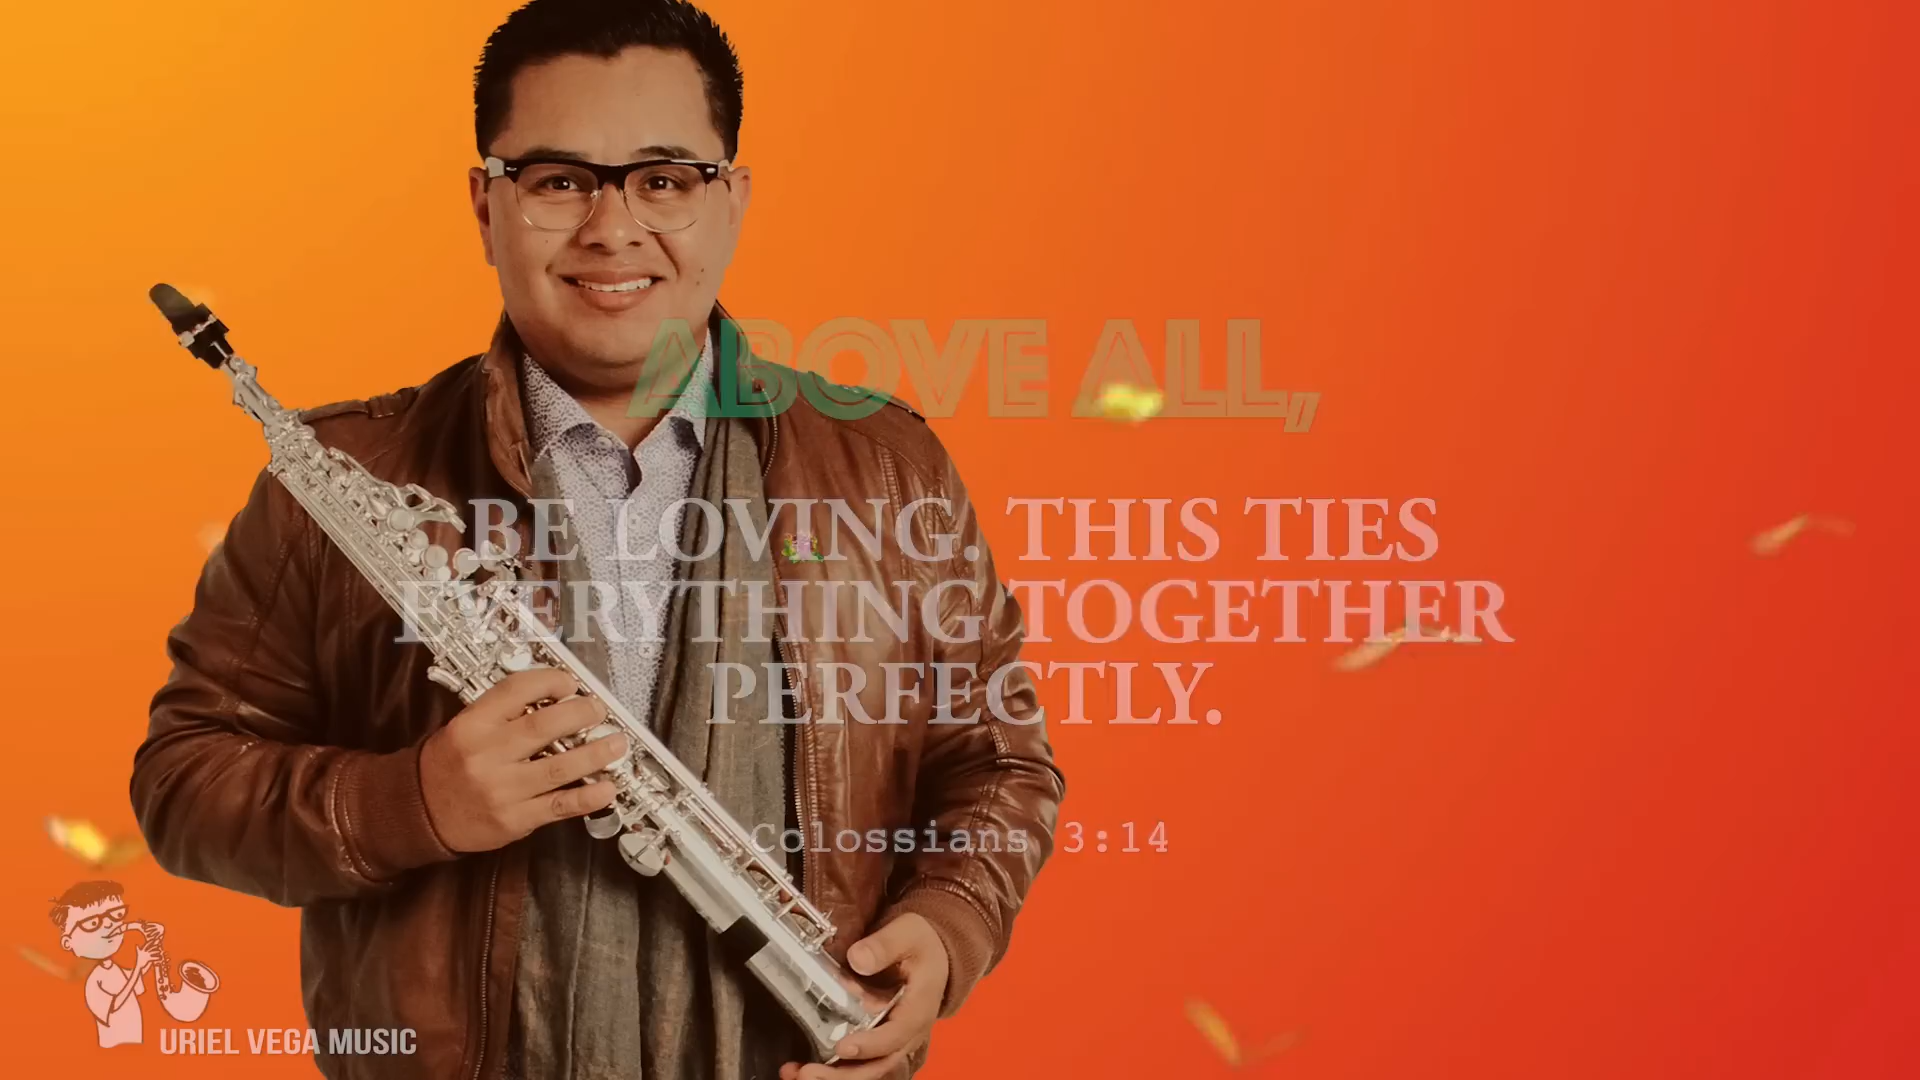 ABOVE ALL,
BE LOVING. THIS TIES
EVERYTHING TOGETHER
PERFECTLY.
Colossians 3:14
URIEL VEGA MUSIC